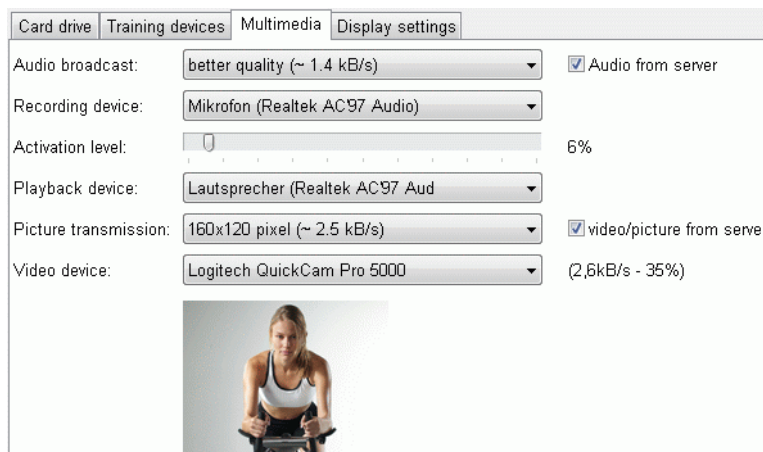 Card drive Training devices Multimedia Display settings
Audio broadcast: better quality (~ 1.4 kB/s) Audio from server
Recording device: Mikrofon (Realtek AC'97 Audio)
Activation level: 6%
Playback device: Lautsprecher (Realtek AC'97 Aud
Picture transmission: 160x120 pixel (~ 2.5 kB/s) video/picture from serve
Video device: Logitech QuickCam Pro 5000 (2,6kB/s - 35%)